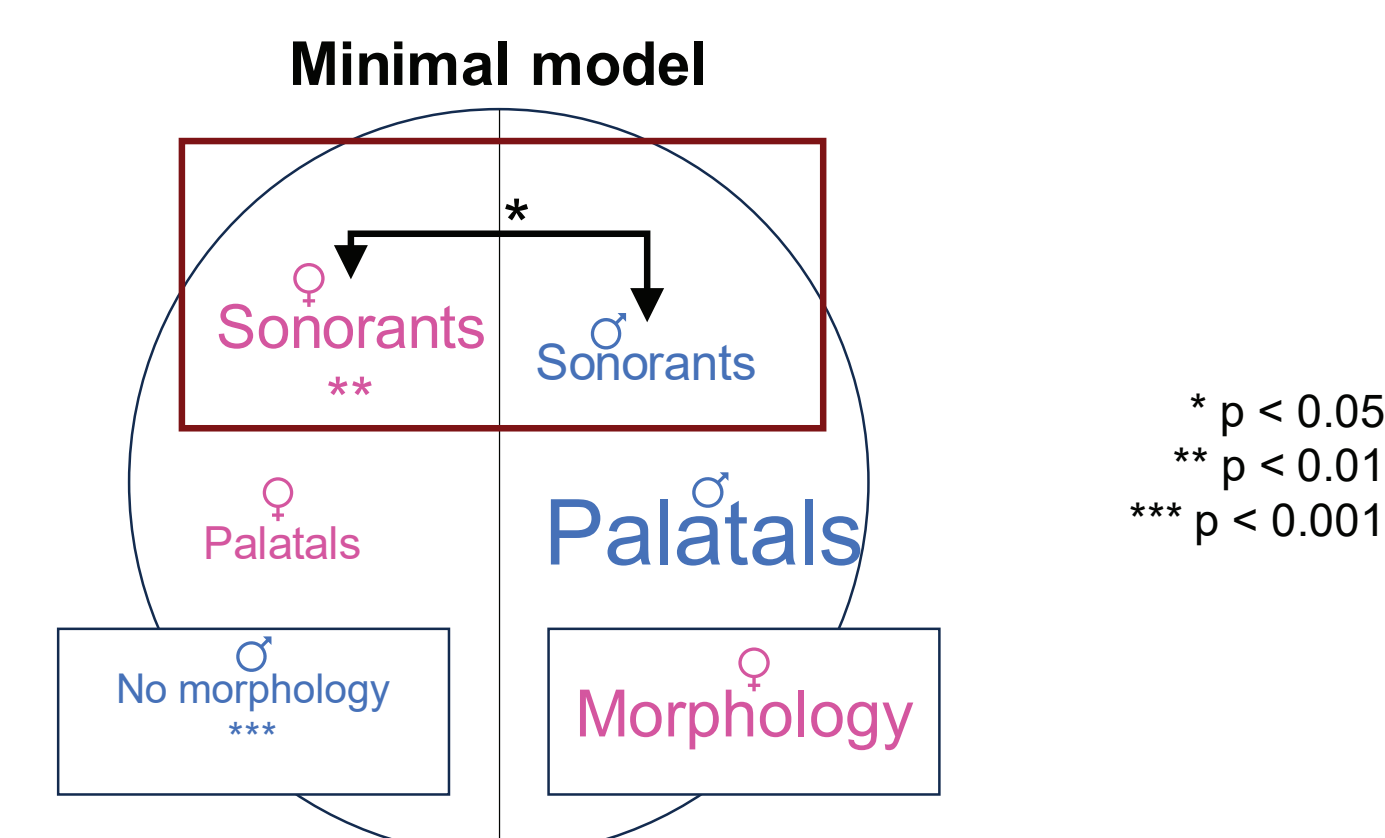 Minimal model
*
♀
Sonorants
**
♂
Sonorants
♀
Palatals
♂
Palatals
♂
No morphology
***
♀
Morphology
* p < 0.05
** p < 0.01
*** p < 0.001